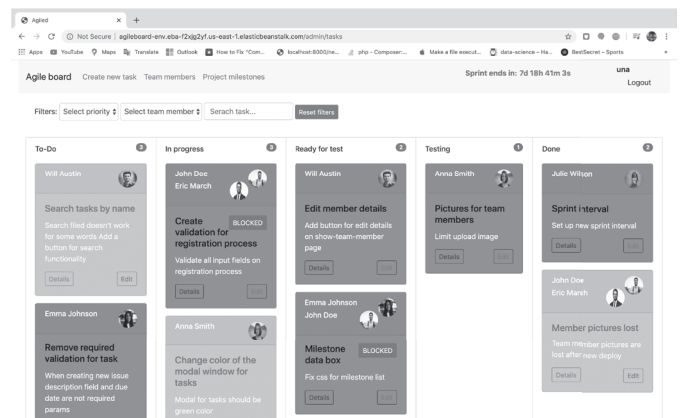 Agiled
Not Secure | agileboard-env.eba-f2xjg2yf.us-east-1.elasticbeanstalk.com/admin/tasks
Apps YouTube Maps Translate Outlook How to Fix "Com... localhost:8000/ne... php - Composer:... Make a file execut... data-science – Ha... BestSecret – Sports »
Agile board Create new task Team members Project milestones Sprint ends in: 7d 18h 41m 3s una
Logout
Filters: Select priority Select team member Serach task... Reset filters
To-Do 3
Will Austin
Search tasks by name
Search filed doesn't work
for some words Add a
button for search
functionality
Details Edit
Emma Johnson
Remove required
validation for task
When creating new issue
description field and due
date are not required
params
In progress 3
John Doe
Eric March
Create
validation for
registration process
BLOCKED
Validate all input fields on
registration process
Details Edit
Anna Smith
Change color of the
modal window for
tasks
Modal for tasks should be
green color
Ready for test 2
Will Austin
Edit member details
Add button for edit details
on show-team-member
page
Details Edit
Emma Johnson
John Doe
Milestone
data box
BLOCKED
Fix css for milestone list
Details Edit
Testing 1
Anna Smith
Pictures for team
members
Limit upload image
Details Edit
Done 2
Julie Wilson
Sprint interval
Set up new sprint interval
Details Edit
John Doe
Eric March
Member pictures lost
Team member pictures are
lost after new deploy
Details Edit